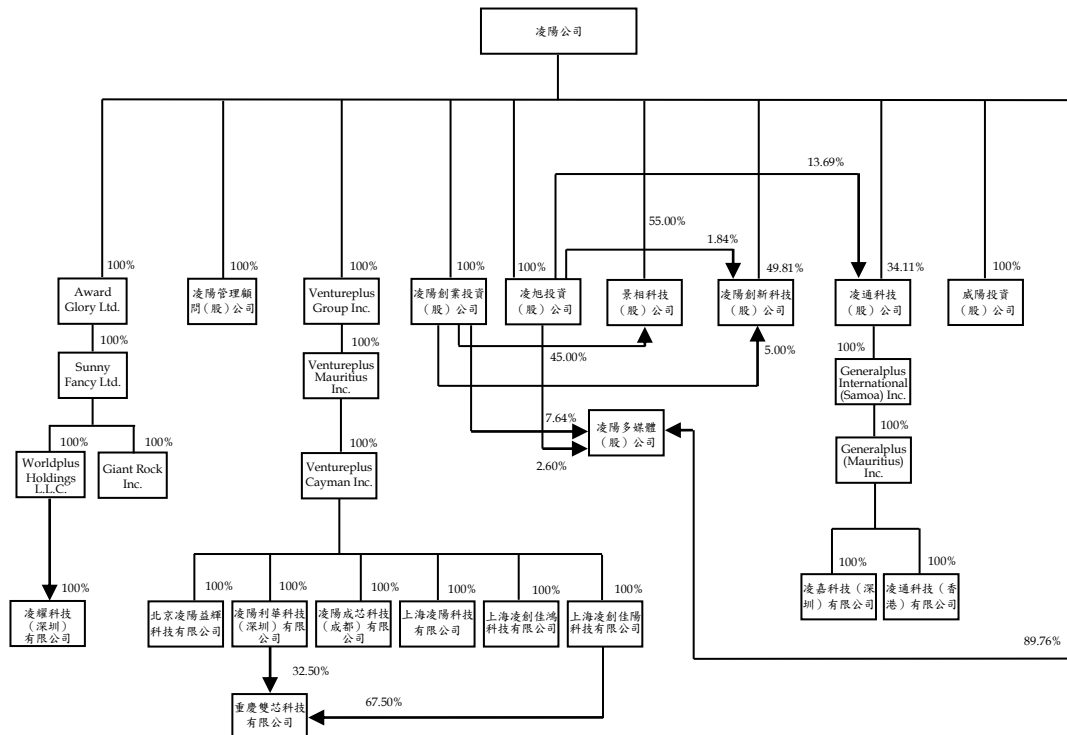 凌陽公司
13.69%
55.00%
1.84%
100%
100%
100%
100%
100%
49.81%
34.11%
100%
Award
Glory Ltd.
凌陽管理顧
問(股)公司
Ventureplus
Group Inc.
凌陽創業投資
(股)公司
凌旭投資
(股)公司
景相科技
(股)公司
凌陽創新科技
(股)公司
凌通科技
(股)公司
威陽投資
(股)公司
100%
100%
45.00%
5.00%
100%
Sunny
Fancy Ltd.
Ventureplus
Mauritius
Inc.
Generalplus
International
(Samoa) Inc.
7.64%
凌陽多媒體
(股)公司
2.60%
100%
100%
100%
100%
Worldplus
Holdings
L.L.C.
Giant Rock
Inc.
Ventureplus
Cayman Inc.
Generalplus
(Mauritius)
Inc.
100%
100%
100%
100%
100%
100%
100%
100%
100%
凌耀科技
(深圳)
有限公司
北京凌陽益輝
科技有限公司
凌陽利華科技
(深圳)有限
公司
凌陽成芯科技
(成都)有限
公司
上海凌陽科技
有限公司
上海凌創佳鴻
科技有限公司
上海凌創佳陽
科技有限公司
凌嘉科技(深
圳)有限公司
凌通科技(香
港)有限公司
89.76%
32.50%
67.50%
重慶雙芯科技
有限公司